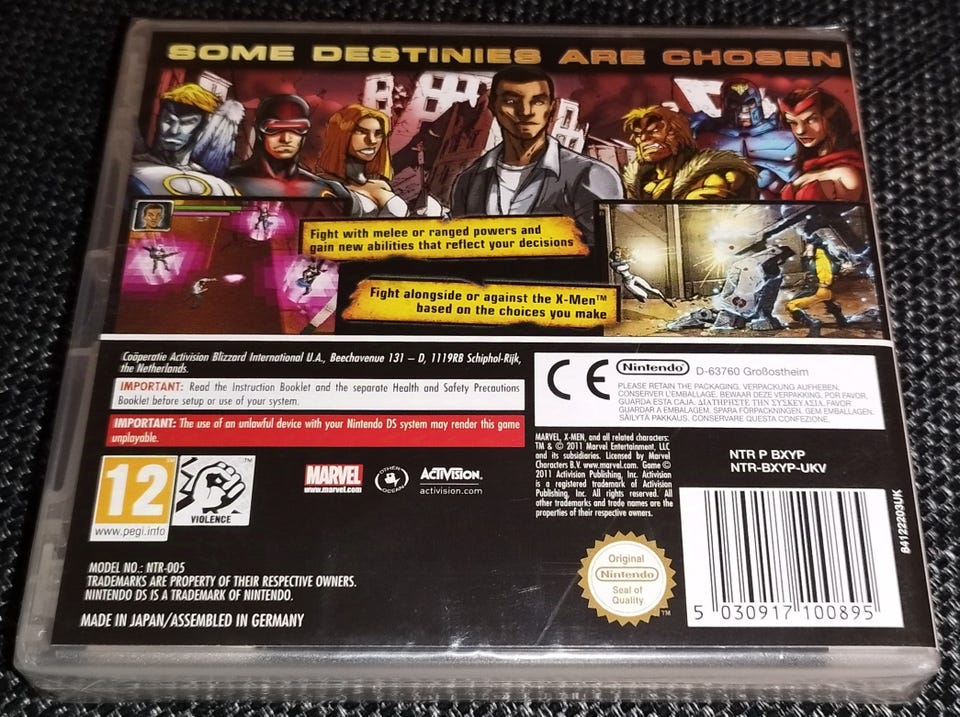 SOME DESTINIES ARE CHOSEN
Fight with melee or ranged powers and
gain new abilities that reflect your decisions
Fight alongside or against the X-Men™
based on the choices you make
Coöperatie Activision Blizzard International U.A., Beechavenue 131 – D, 1119RB Schiphol-Rijk,
the Netherlands.
IMPORTANT: Read the Instruction Booklet and the separate Health and Safety Precautions
Booklet before setup or use of your system.
IMPORTANT: The use of an unlawful device with your Nintendo DS system may render this game
unplayable.
CE
Nintendo D-63760 Großostheim
PLEASE RETAIN THE PACKAGING. VERPACKUNG AUFHEBEN.
CONSERVER L'EMBALLAGE. BEWAAR DEZE VERPAKKING, POR FAVOR,
GUARDA ESTA CAJA. ΔΙΑΤΗΡΗΣΤΕ ΤΗΝ ΣΥΣΚΕΥΑΣΙΑ. FAVOR
GUARDAR A EMBALAGEM. SPARA FÖRPACKNINGEN. GEM EMBALLAGEN.
SÄILYTÄ PAKKAUS. CONSERVARE QUESTA CONFEZIONE.
MARVEL, X-MEN, and all related characters:
TM & © 2011 Marvel Entertainment, LLC
and its subsidiaries. Licensed by Marvel
Characters B.V. www.marvel.com. Game ©
2011 Activision Publishing, Inc. Activision
is a registered trademark of Activision
Publishing, Inc. All rights reserved. All
other trademarks and trade names are the
properties of their respective owners.
NTR P BXYP
NTR-BXYP-UKV
12
www.pegi.info
VIOLENCE
™
MARVEL
www.marvel.com
OTHER OCEAN
ACTIVISION.
activision.com
84122203UK
MODEL NO.: NTR-005
TRADEMARKS ARE PROPERTY OF THEIR RESPECTIVE OWNERS.
NINTENDO DS IS A TRADEMARK OF NINTENDO.
MADE IN JAPAN/ASSEMBLED IN GERMANY
Original
Nintendo
Seal of
Quality
™
5 030917 100895